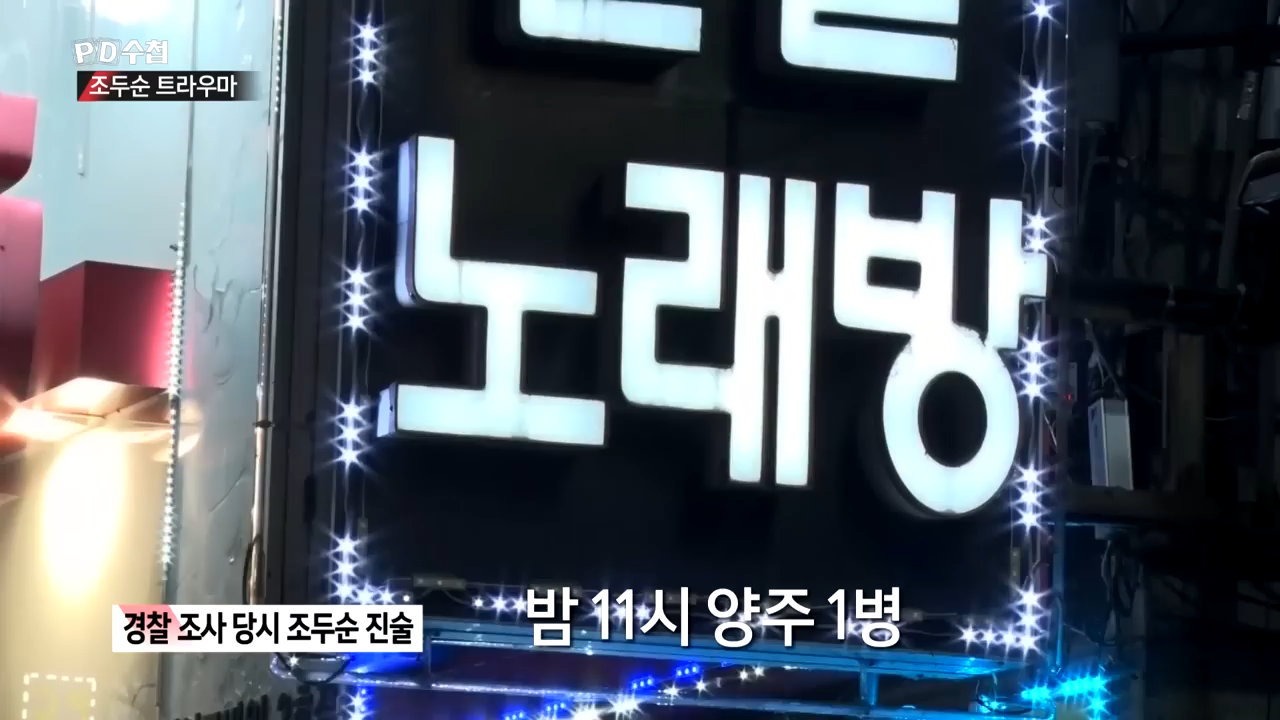 PD수첩
조두순 트라우마
노래방
밤 11시 양주 1병
경찰 조사 당시 조두순 진술